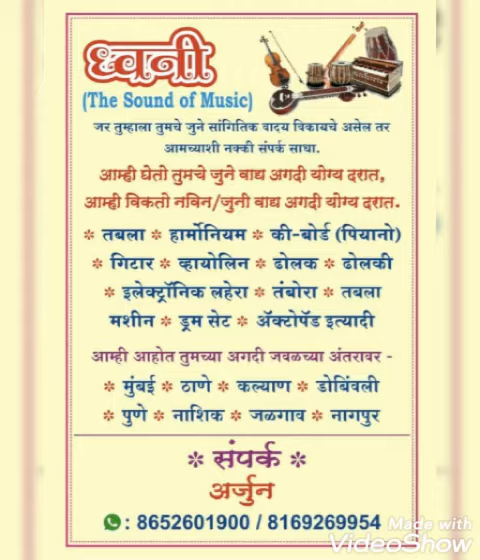 ध्वनी
(The Sound of Music)
जर तुम्हाला तुमचे जुने सांगितिक वादय विकायचे असेल तर
आमच्याशी नक्की संपर्क साधा.
आम्ही घेतो तुमचे जुने वाद्य अगदी योग्य दरात,
आम्ही विकतो नविन/जुनी वाद्य अगदी योग्य दरात.
* तबला * हार्मोनियम * की-बोर्ड (पियानो)
* गिटार * व्हायोलिन * ढोलक * ढोलकी
* इलेक्ट्रॉनिक लहेरा * तंबोरा * तबला
मशीन * ड्रम सेट * ॲक्टोपॅड इत्यादी
आम्ही आहोत तुमच्या अगदी जवळच्या अंतरावर -
* मुंबई * ठाणे * कल्याण * डोबिंवली
* पुणे * नाशिक * जळगाव * नागपुर
* संपर्क *
अर्जुन
: 8652601900 / 8169269954
Made with
VideoShow